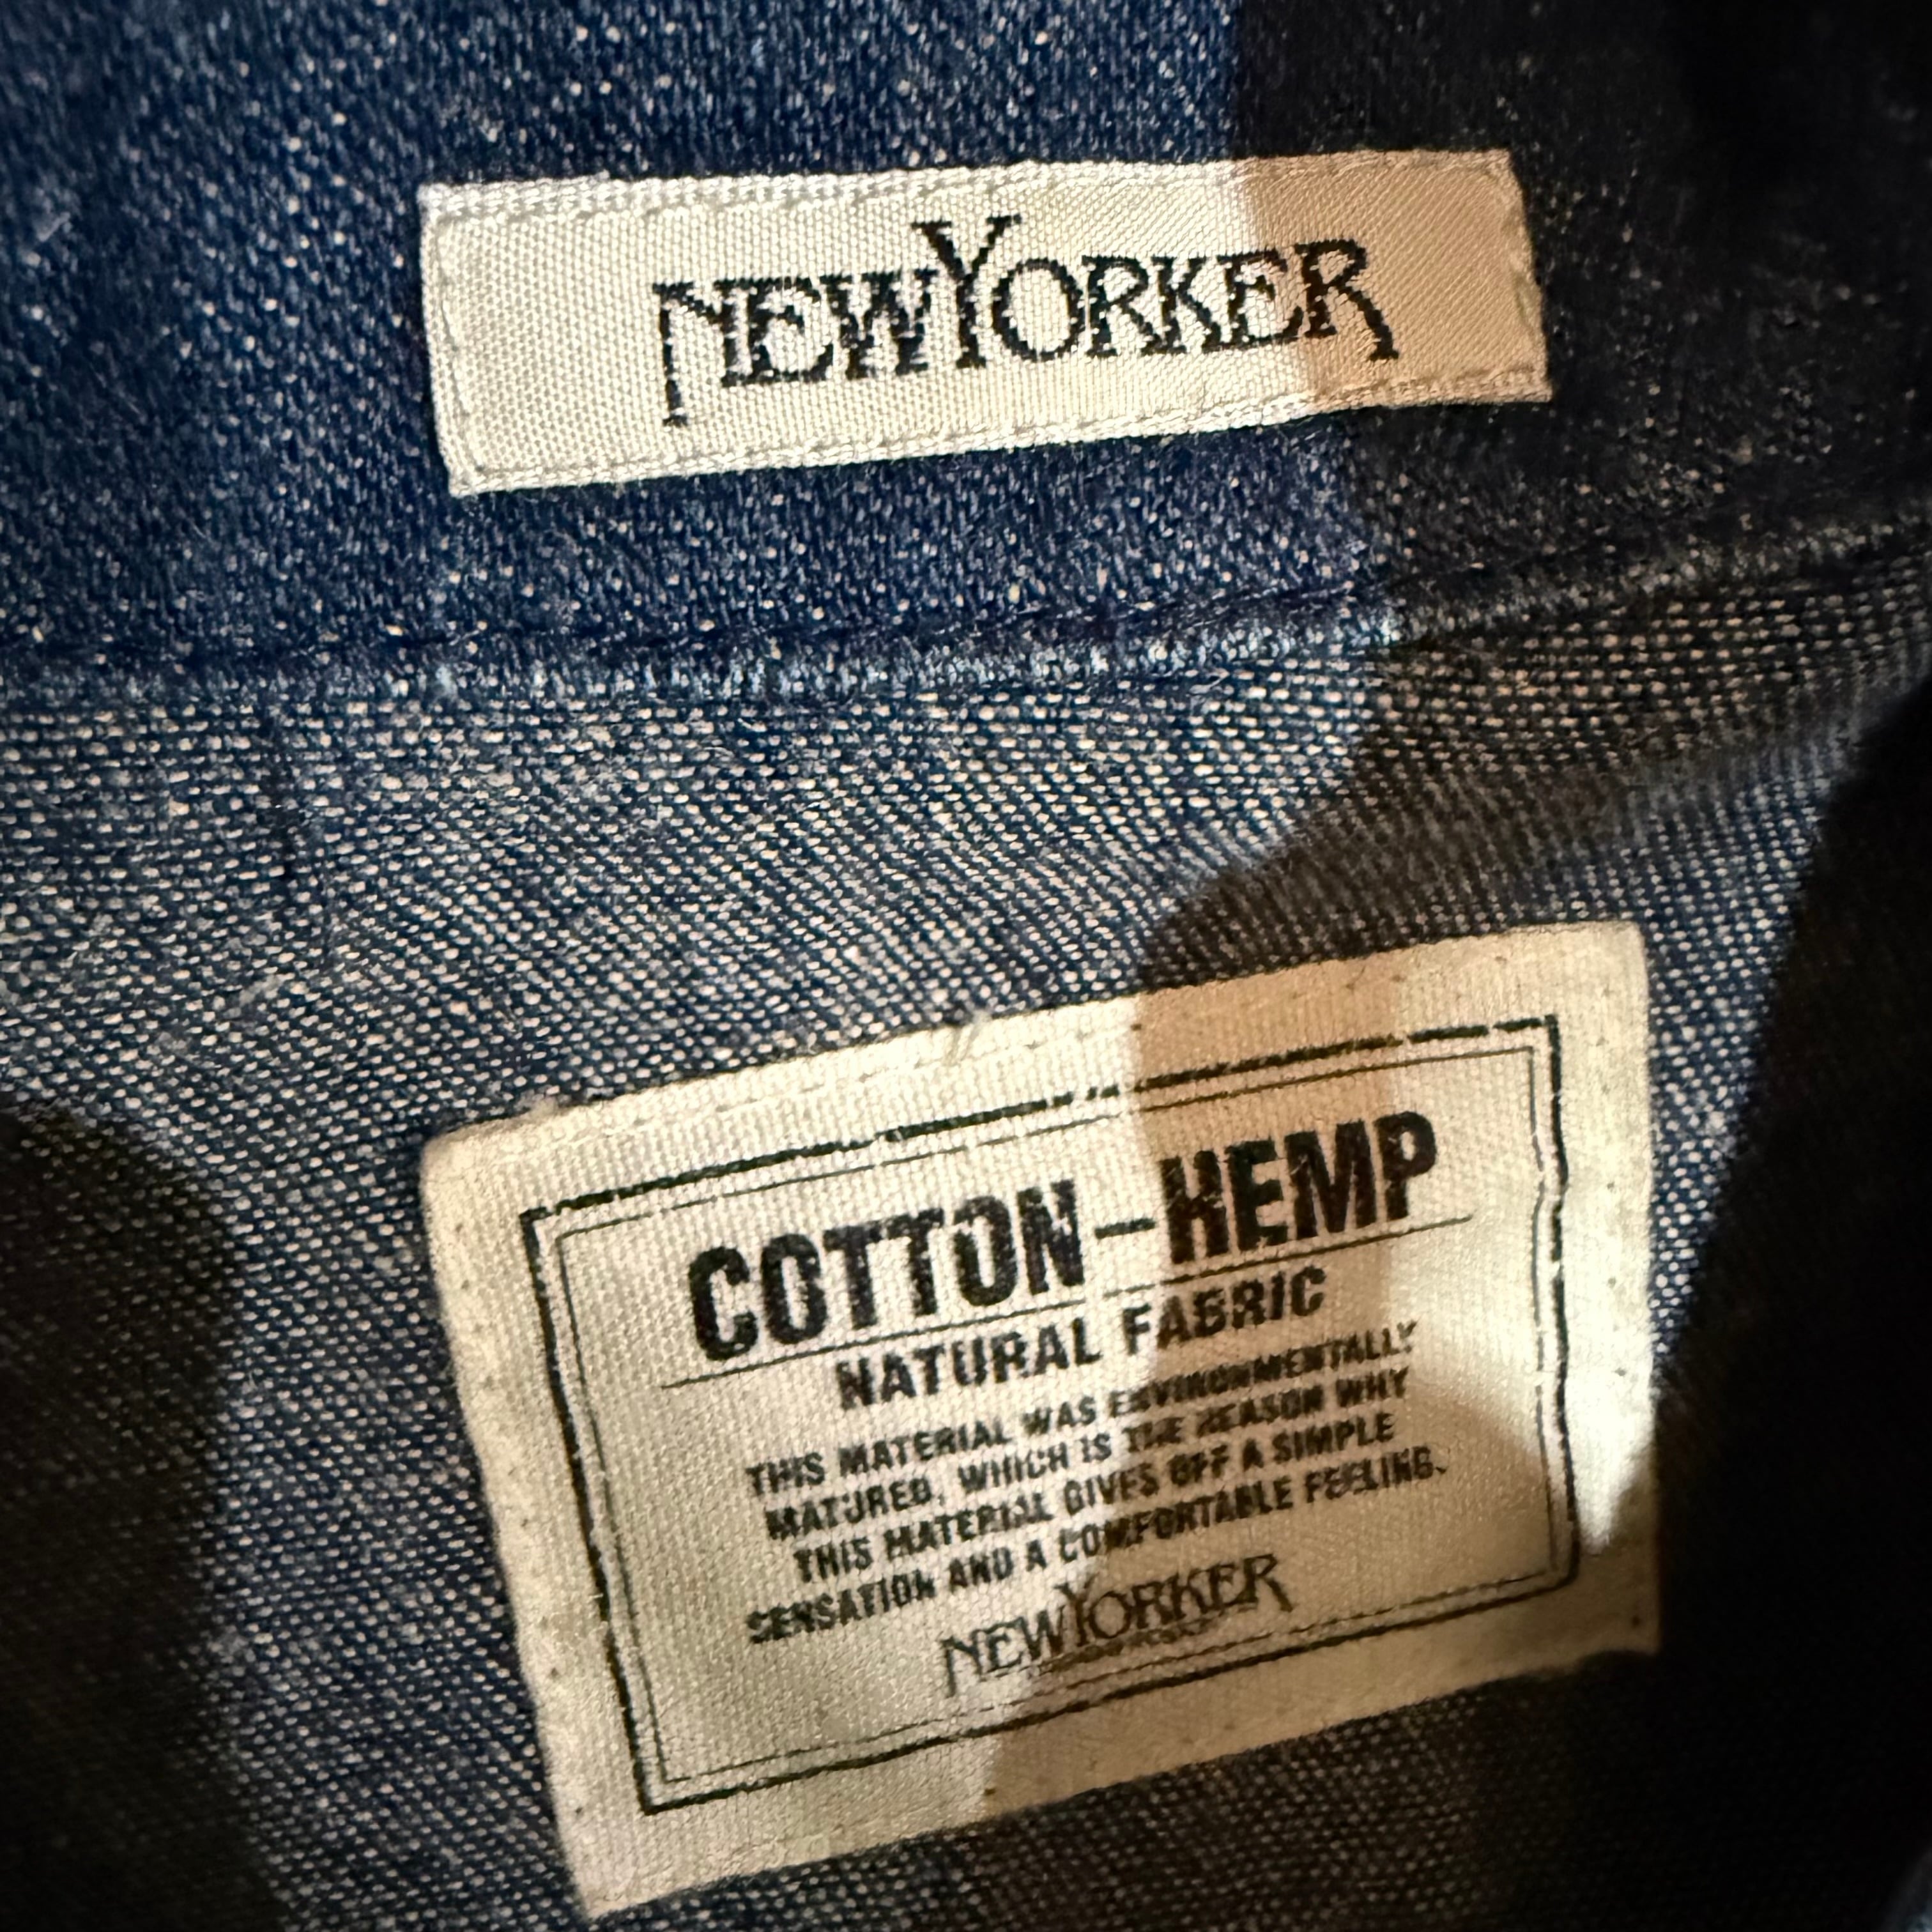 NEWYORKER
COTTON-HEMP
NATURAL FABRIC
THIS MATERIAL WAS ENVIRONMENTALLY
MATURED, WHICH IS THE REASON WHY
THIS MATERIAL GIVES OFF A SIMPLE
SENSATION AND A COMFORTABLE FEELING.
NEWYORKER